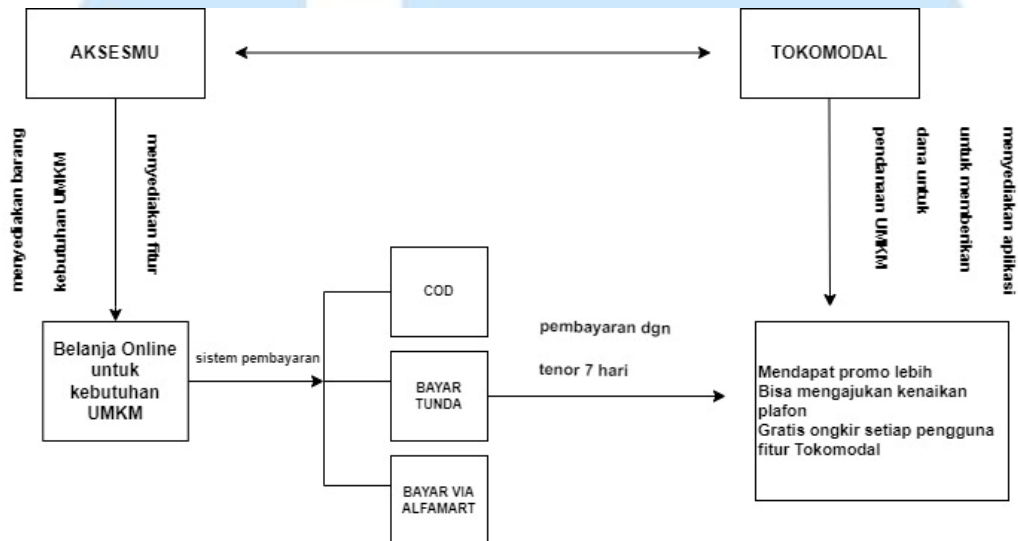 AKSESMU
TOKOMODAL
menyediakan fitur
kebutuhan UMKM
menyediakan barang
menyediakan aplikasi
untuk memberikan
dana untuk
pendanaan UMKM
Belanja Online
untuk
kebutuhan
UMKM
sistem pembayaran
COD
BAYAR
TUNDA
BAYAR VIA
ALFAMART
pembayaran dgn
tenor 7 hari
Mendapat promo lebih
Bisa mengajukan kenaikan
plafon
Gratis ongkir setiap pengguna
fitur Tokomodal